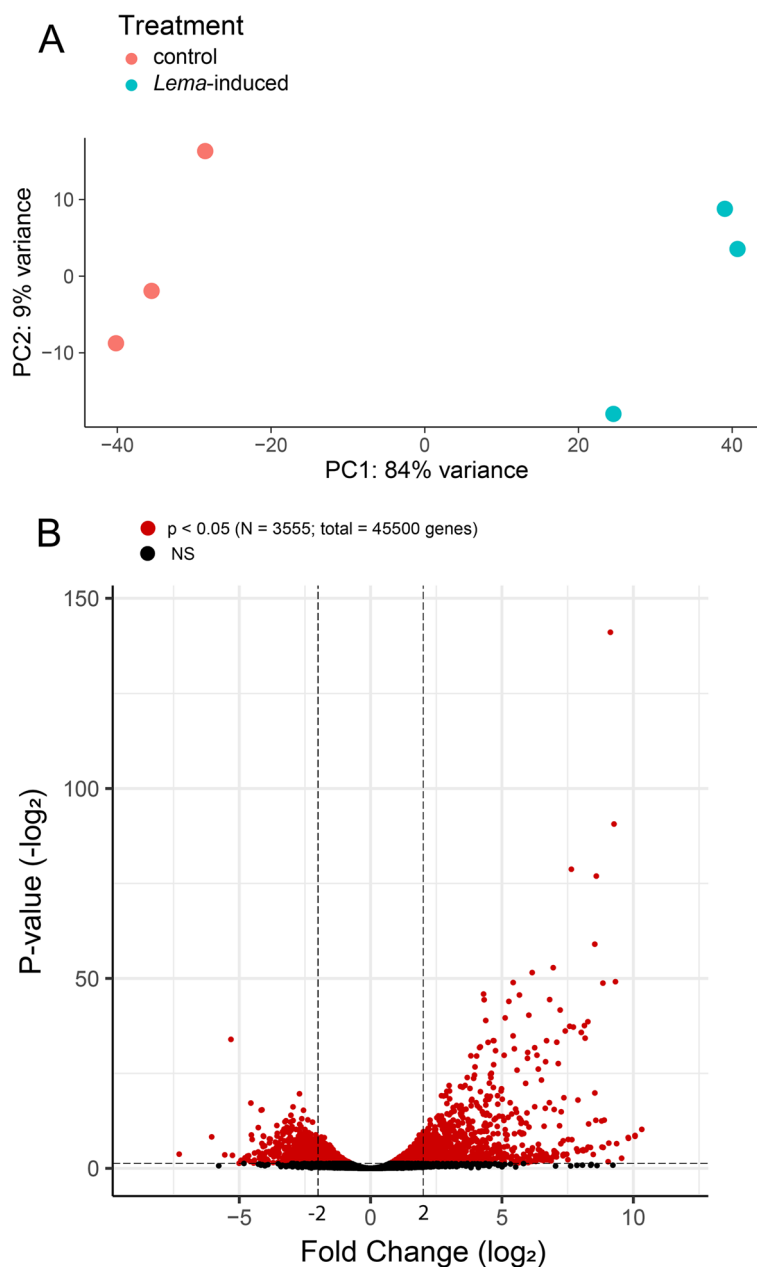 A
Treatment
control
Lema-induced
PC2: 9% variance
10
0
−10
−40
−20
0
20
40
PC1: 84% variance
B
p < 0.05 (N = 3555; total = 45500 genes)
NS
P-value (-log₂)
150
100
50
0
−5
-2
0
2
5
10
Fold Change (log₂)